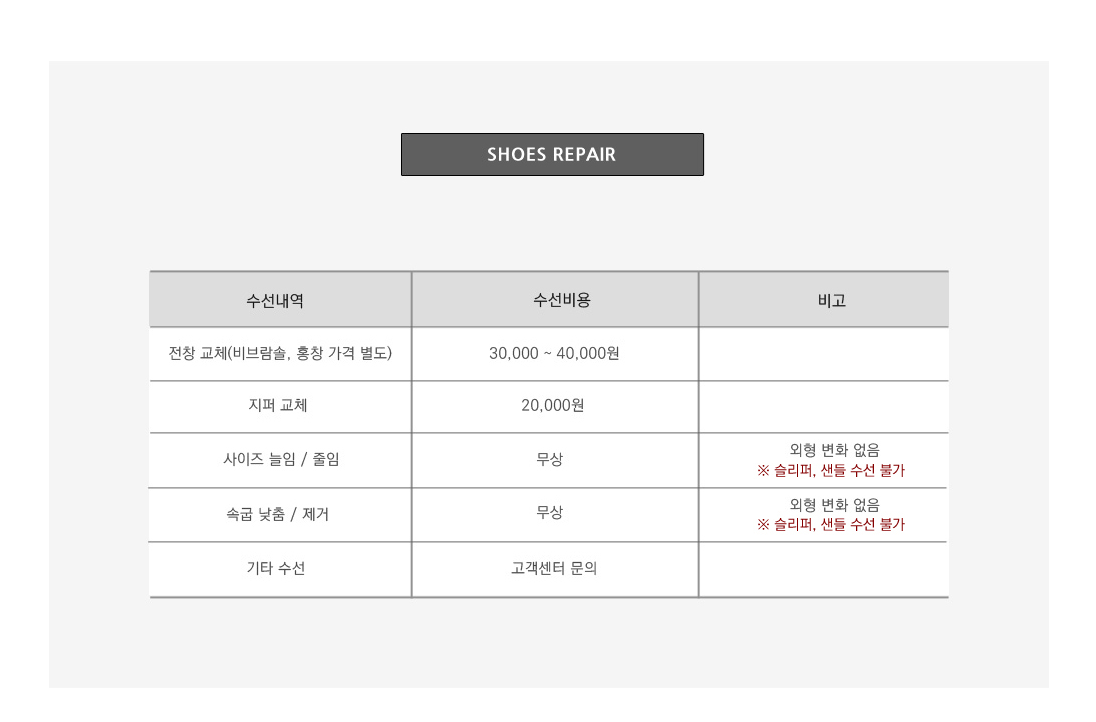 SHOES REPAIR
수선내역 수선비용 비고
전창 교체(비브람솔, 홍창 가격 별도) 30,000 ~ 40,000원
지퍼 교체 20,000원
사이즈 늘임 / 줄임 무상 외형 변화 없음
※ 슬리퍼, 샌들 수선 불가
속굽 낮춤 / 제거 무상 외형 변화 없음
※ 슬리퍼, 샌들 수선 불가
기타 수선 고객센터 문의